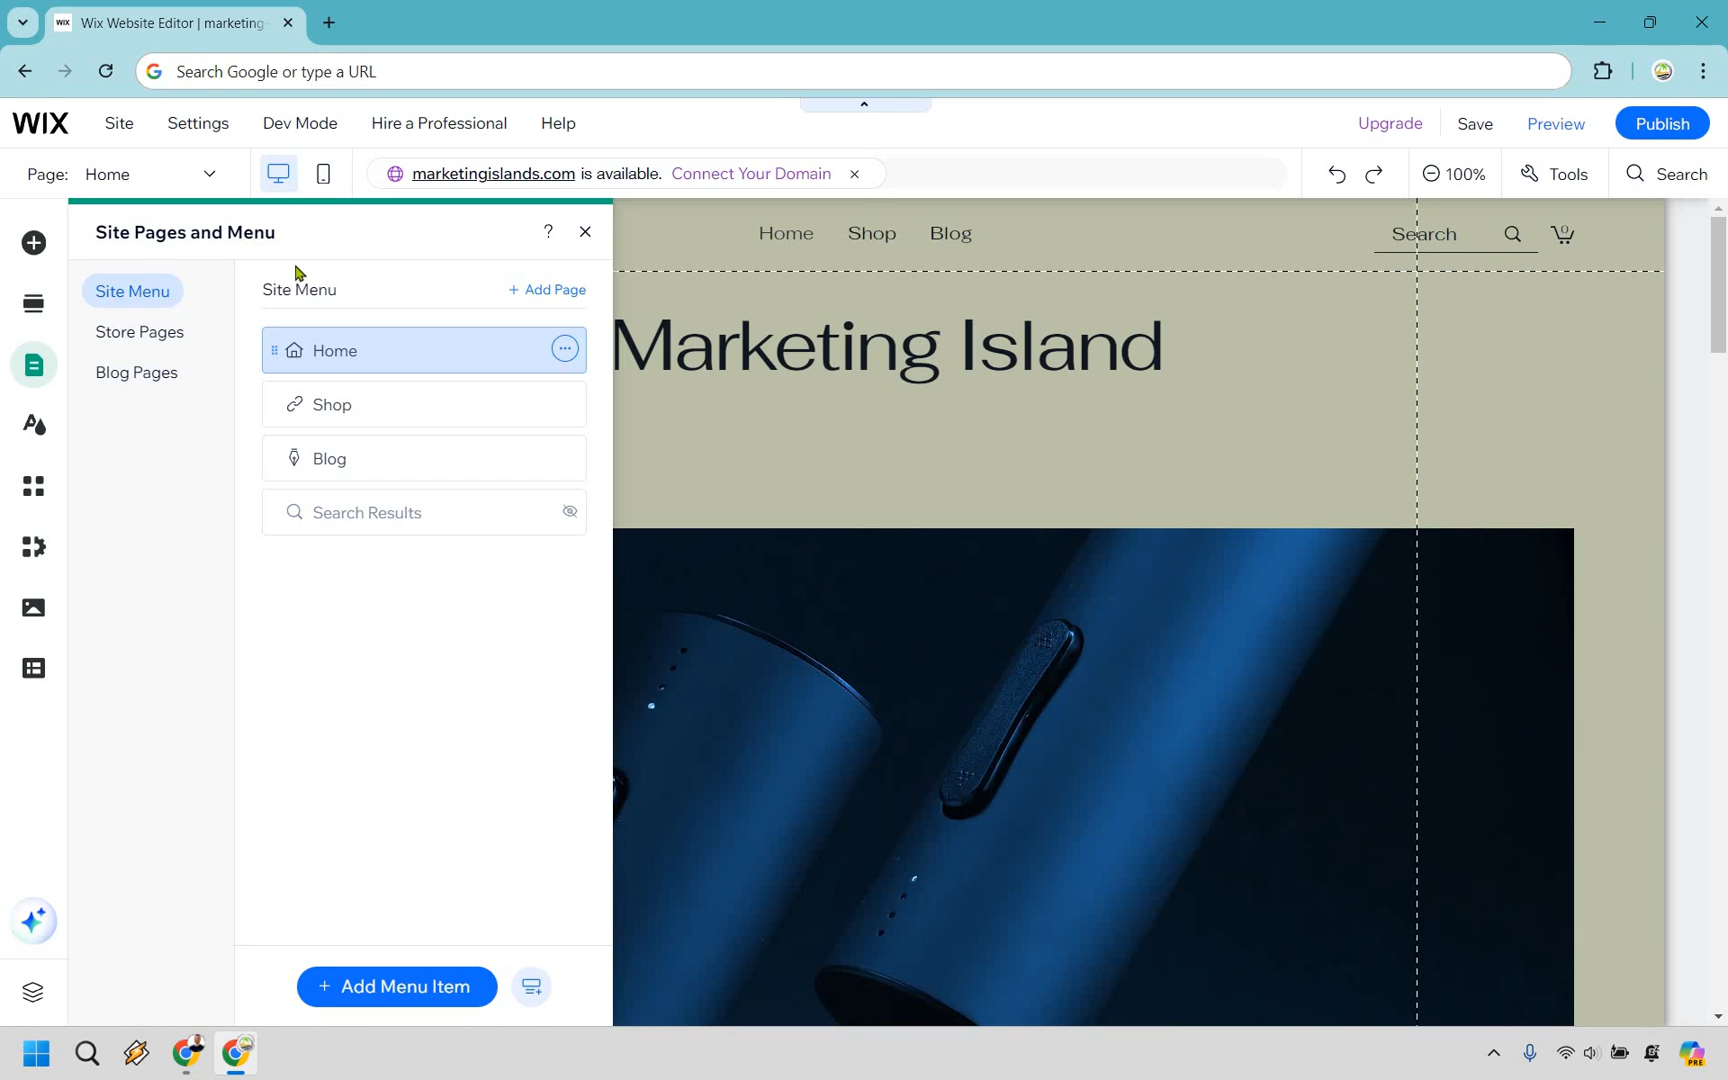 WIX Wix Website Editor | marketing-
Search Google or type a URL
WIX Site Settings Dev Mode Hire a Professional Help Upgrade Save Preview Publish
Page: Home marketingislands.com is available. Connect Your Domain 100% Tools Search
Site Pages and Menu ?
Home Shop Blog Search 0
Site Menu
Store Pages
Blog Pages
Site Menu + Add Page
Home
Shop
Blog
Search Results
+ Add Menu Item
Marketing Island
PRE